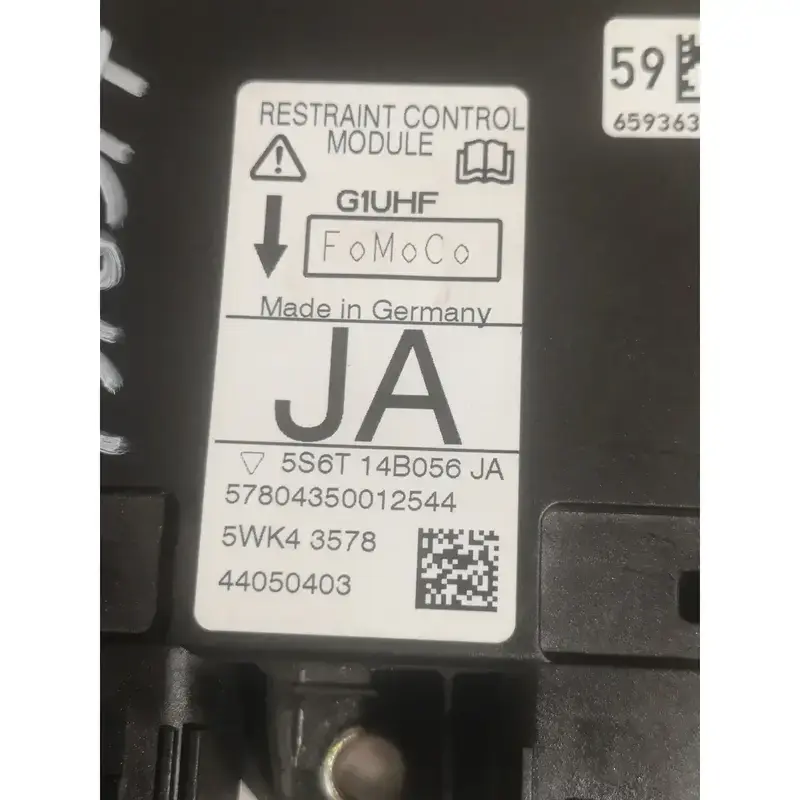 RESTRAINT CONTROL
MODULE
G1UHF
FoMoCo
Made in Germany
JA
5S6T 14B056 JA
57804350012544
5WK4 3578
44050403
59
659363